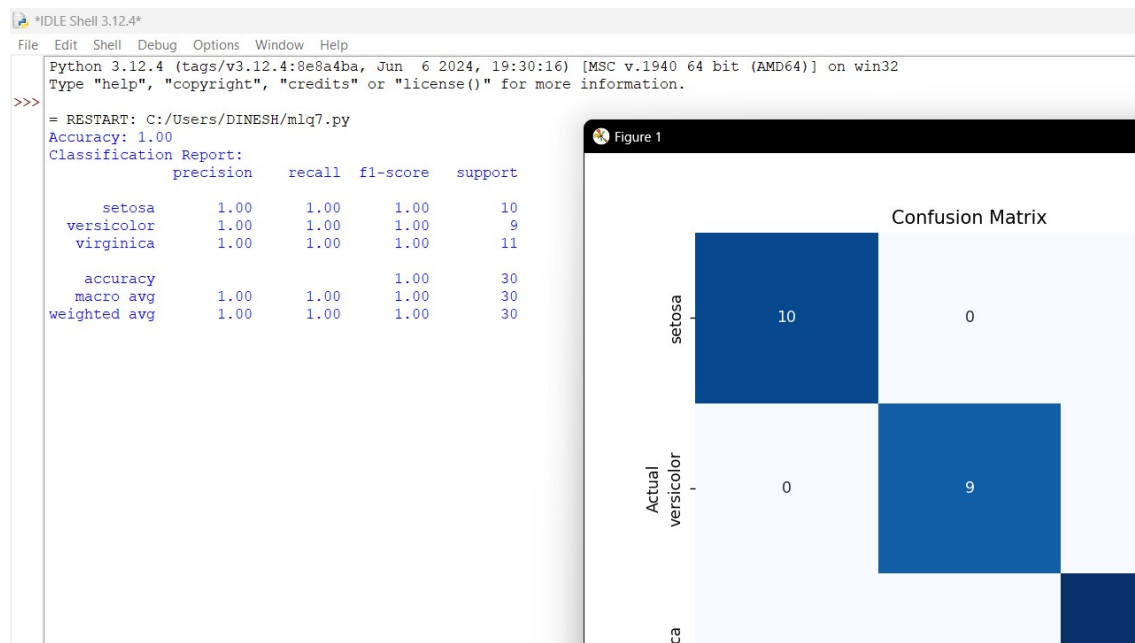 *IDLE Shell 3.12.4*
File Edit Shell Debug Options Window Help
Python 3.12.4 (tags/v3.12.4:8e8a4ba, Jun 6 2024, 19:30:16) [MSC v.1940 64 bit (AMD64)] on win32
Type "help", "copyright", "credits" or "license()" for more information.
>>>
= RESTART: C:/Users/DINESH/mlq7.py
Accuracy: 1.00
Classification Report:
precision recall f1-score support
setosa 1.00 1.00 1.00 10
versicolor 1.00 1.00 1.00 9
virginica 1.00 1.00 1.00 11
accuracy 1.00 30
macro avg 1.00 1.00 1.00 30
weighted avg 1.00 1.00 1.00 30
Figure 1
Confusion Matrix
setosa
10 0
Actual
versicolor
0 9